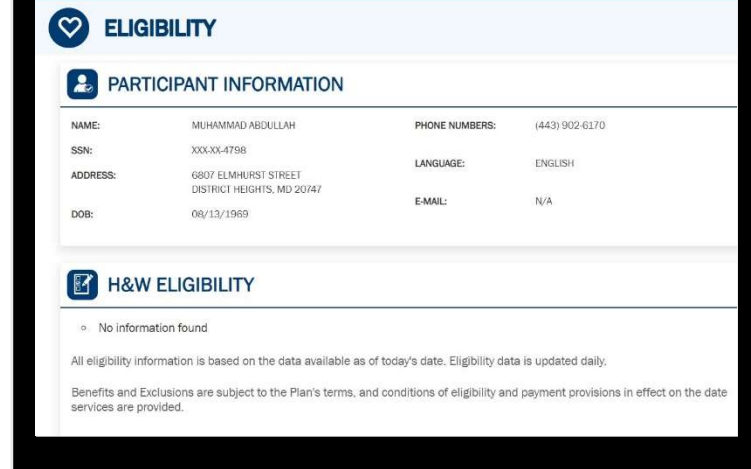 ELIGIBILITY
PARTICIPANT INFORMATION
NAME: MUHAMMAD ABDULLAH PHONE NUMBERS: (443) 902-6170
SSN: XXX-XX-4798
LANGUAGE: ENGLISH
ADDRESS: 6807 ELMHURST STREET
DISTRICT HEIGHTS, MD 20747
E-MAIL: N/A
DOB: 08/13/1969
H&W ELIGIBILITY
No information found
All eligibility information is based on the data available as of today's date. Eligibility data is updated daily.
Benefits and Exclusions are subject to the Plan's terms, and conditions of eligibility and payment provisions in effect on the date
services are provided.